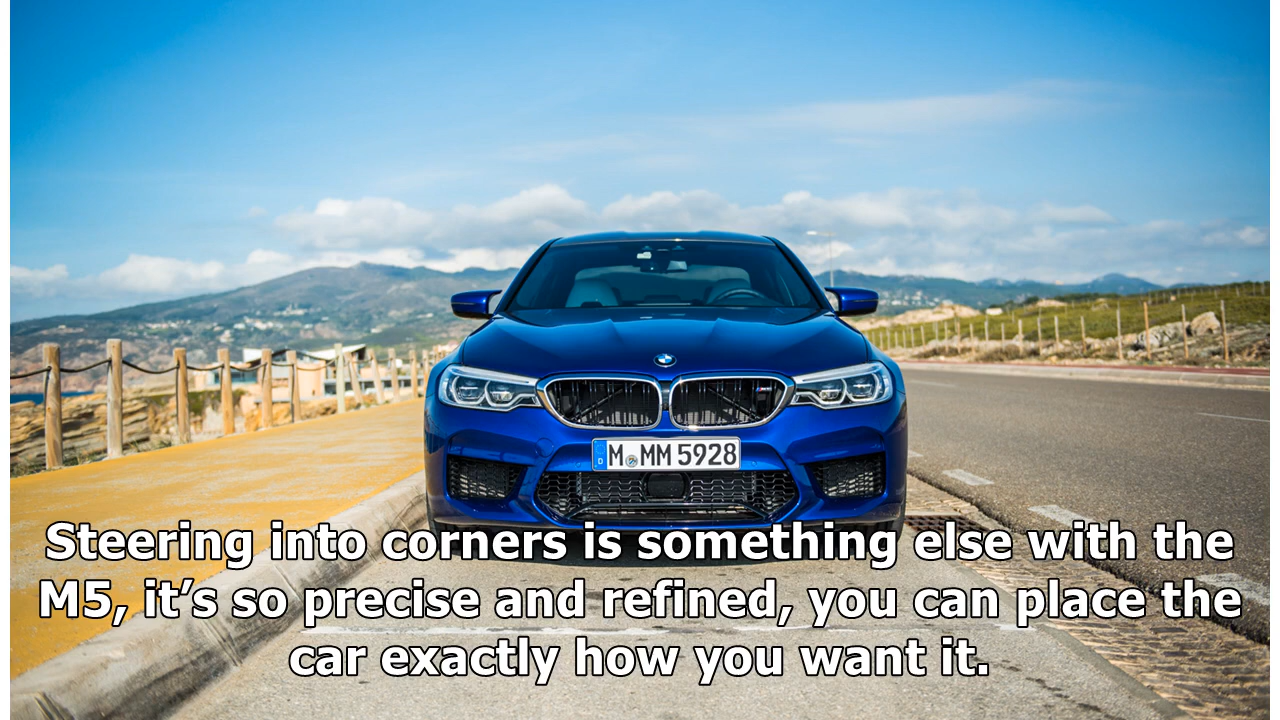 M MM 5928
D
Steering into corners is something else with the
M5, it’s so precise and refined, you can place the
car exactly how you want it.